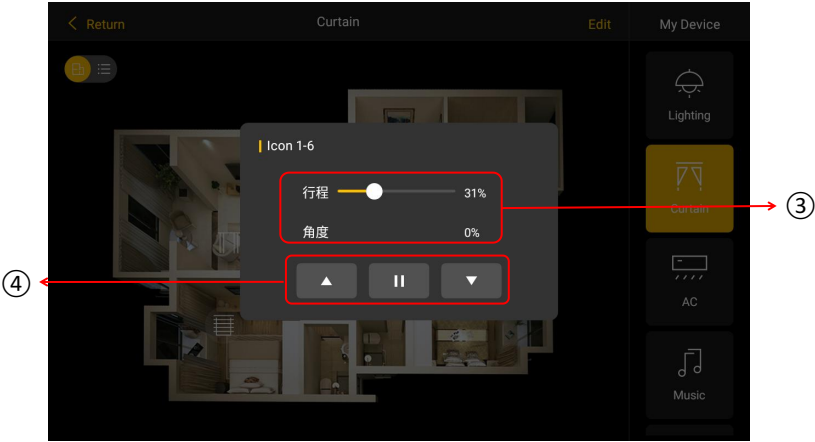 Return
Curtain
Edit
My Device
Lighting
Icon 1-6
行程 31%
③
Curtain
角度 0%
④
AC
Music